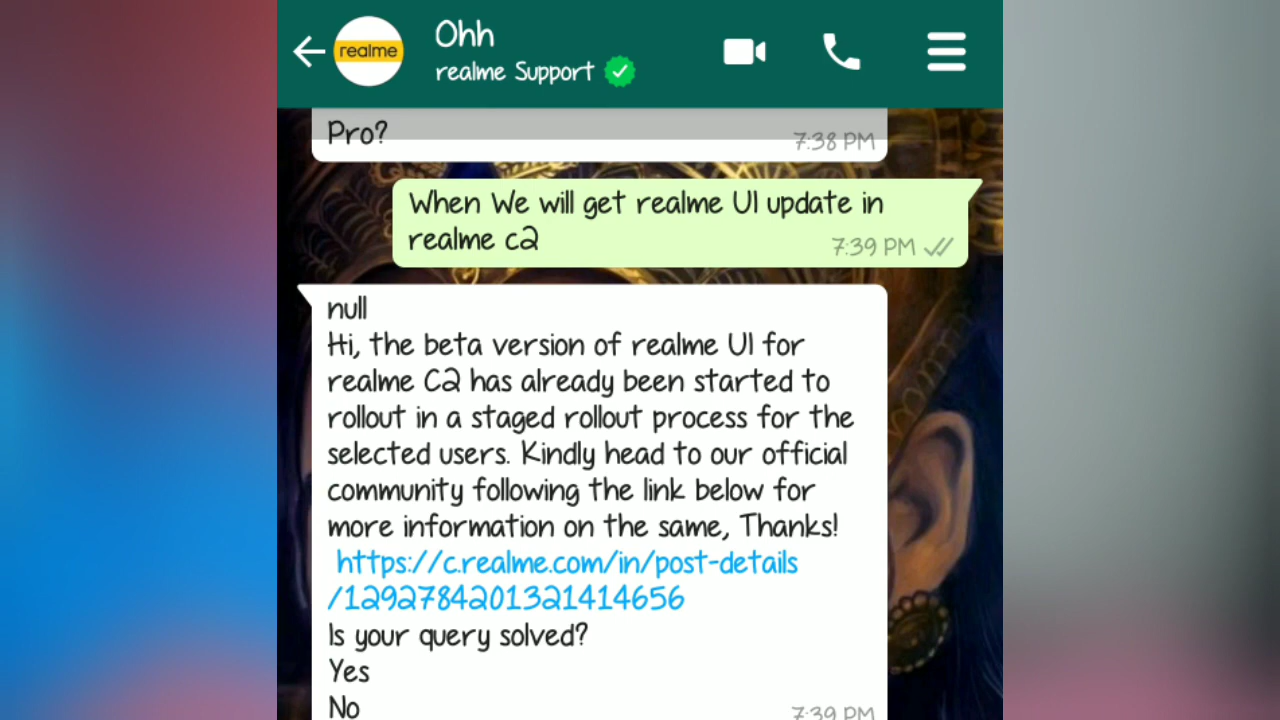 Ohh
realme
realme Support
Pro?
7:38 PM
When We will get realme UI update in
realme c2
7:39 PM
null
Hi, the beta version of realme UI for
realme C2 has already been started to
rollout in a staged rollout process for the
selected users. Kindly head to our official
community following the link below for
more information on the same, Thanks!
https://c.realme.com/in/post-details
/1292784201321414656
Is your query solved?
Yes
No
7:39 PM